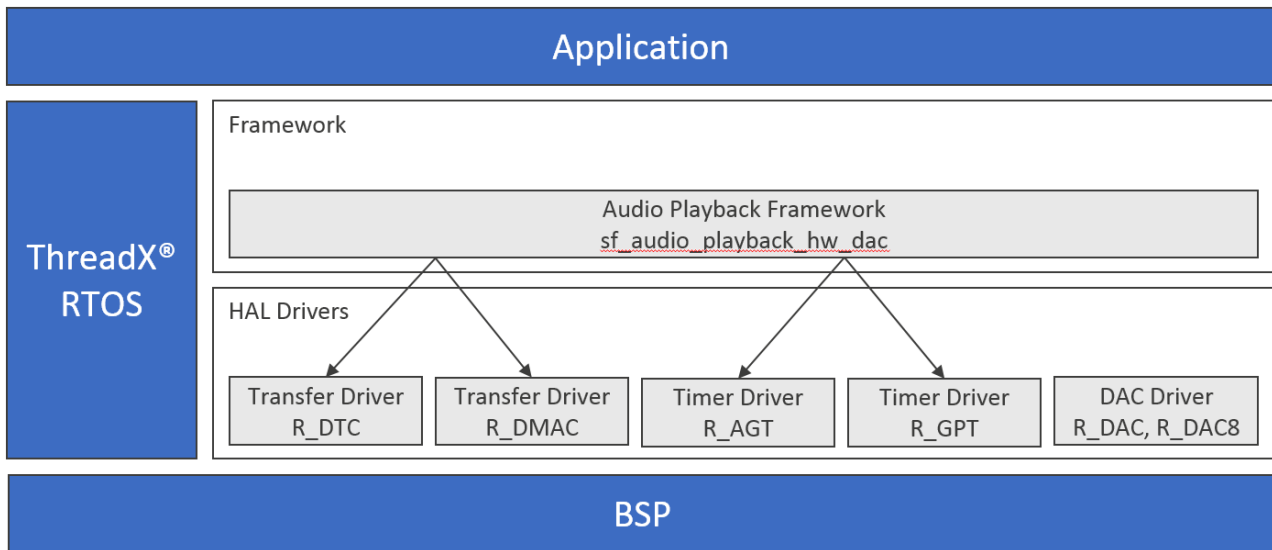 Application
ThreadX®
RTOS
Framework
Audio Playback Framework
sf_audio_playback_hw_dac
HAL Drivers
Transfer Driver
R_DTC
Transfer Driver
R_DMAC
Timer Driver
R_AGT
Timer Driver
R_GPT
DAC Driver
R_DAC, R_DAC8
BSP